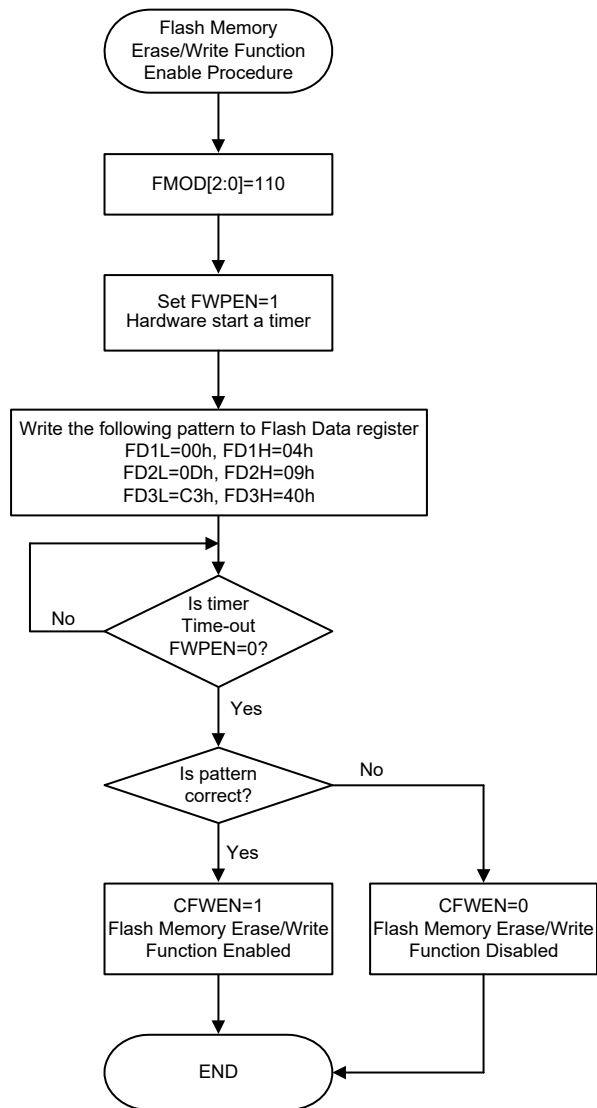 Flash Memory
Erase/Write Function
Enable Procedure
FMOD[2:0]=110
Set FWPEN=1
Hardware start a timer
Write the following pattern to Flash Data register
FD1L=00h, FD1H=04h
FD2L=0Dh, FD2H=09h
FD3L=C3h, FD3H=40h
Is timer
Time-out
FWPEN=0?
No
Yes
Is pattern
correct?
No
Yes
CFWEN=1
Flash Memory Erase/Write
Function Enabled
CFWEN=0
Flash Memory Erase/Write
Function Disabled
END